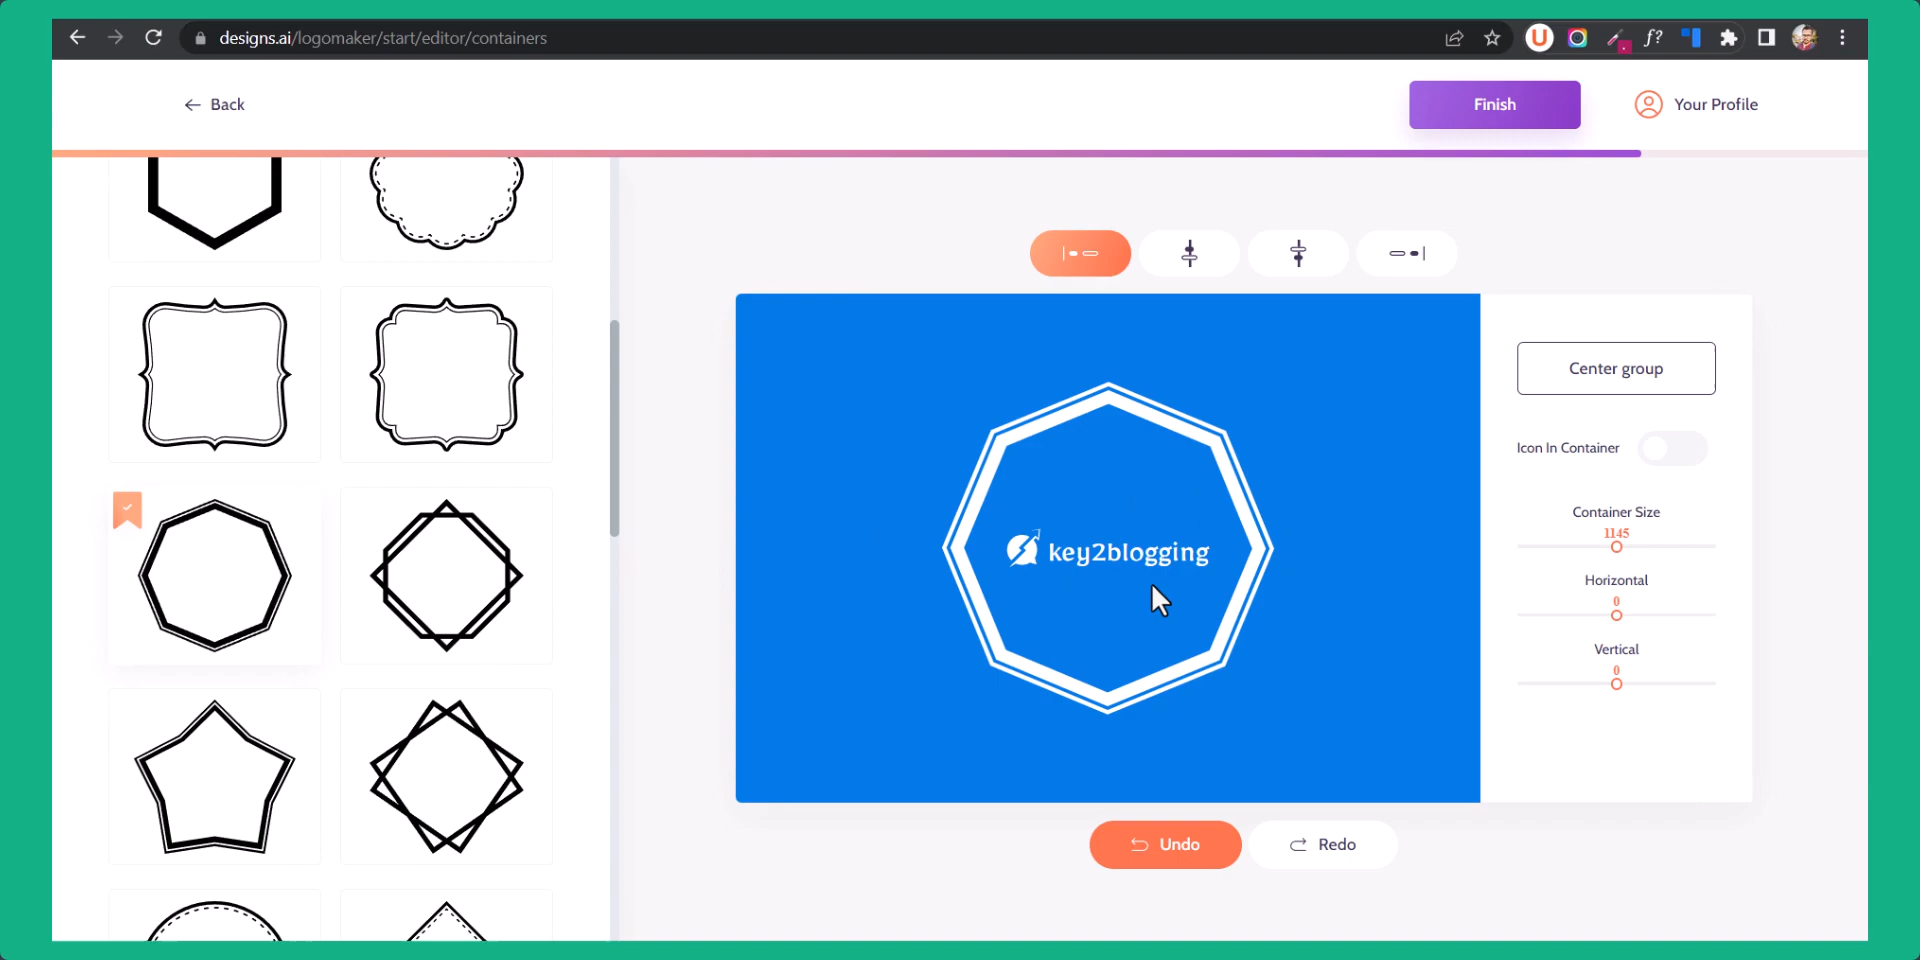 designs.ai/logomaker/start/editor/containers
U
f?
Back
Finish
Your Profile
Center group
Icon In Container
Container Size
1145
Horizontal
0
Vertical
0
key2blogging
Undo
Redo